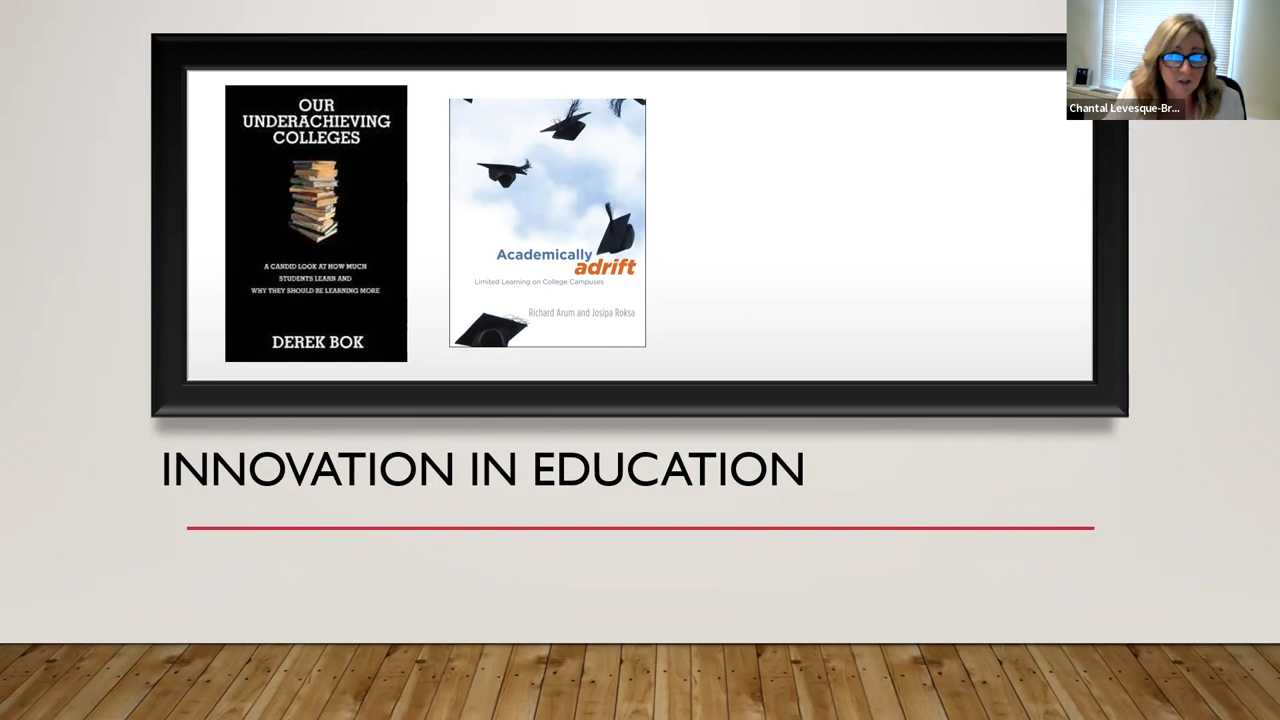 OUR
UNDERACHIEVING
COLLEGES
A CANDID LOOK AT HOW MUCH
STUDENTS LEARN AND
WHY THEY SHOULD BE LEARNING MORE
DEREK BOK
Academically
adrift
Limited Learning on College Campuses
Richard Arum and Josipa Roksa
Chantal Levesque-Br...
INNOVATION IN EDUCATION